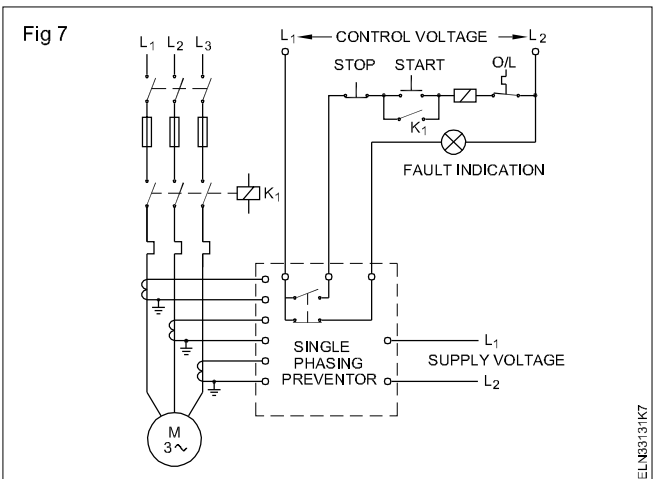 Fig 7
L1 L2 L3
L1 CONTROL VOLTAGE L2
STOP START O/L
K1
FAULT INDICATION
K1
SINGLE
PHASING
PREVENTOR
L1
SUPPLY VOLTAGE
L2
M
3~
ELN33131K7